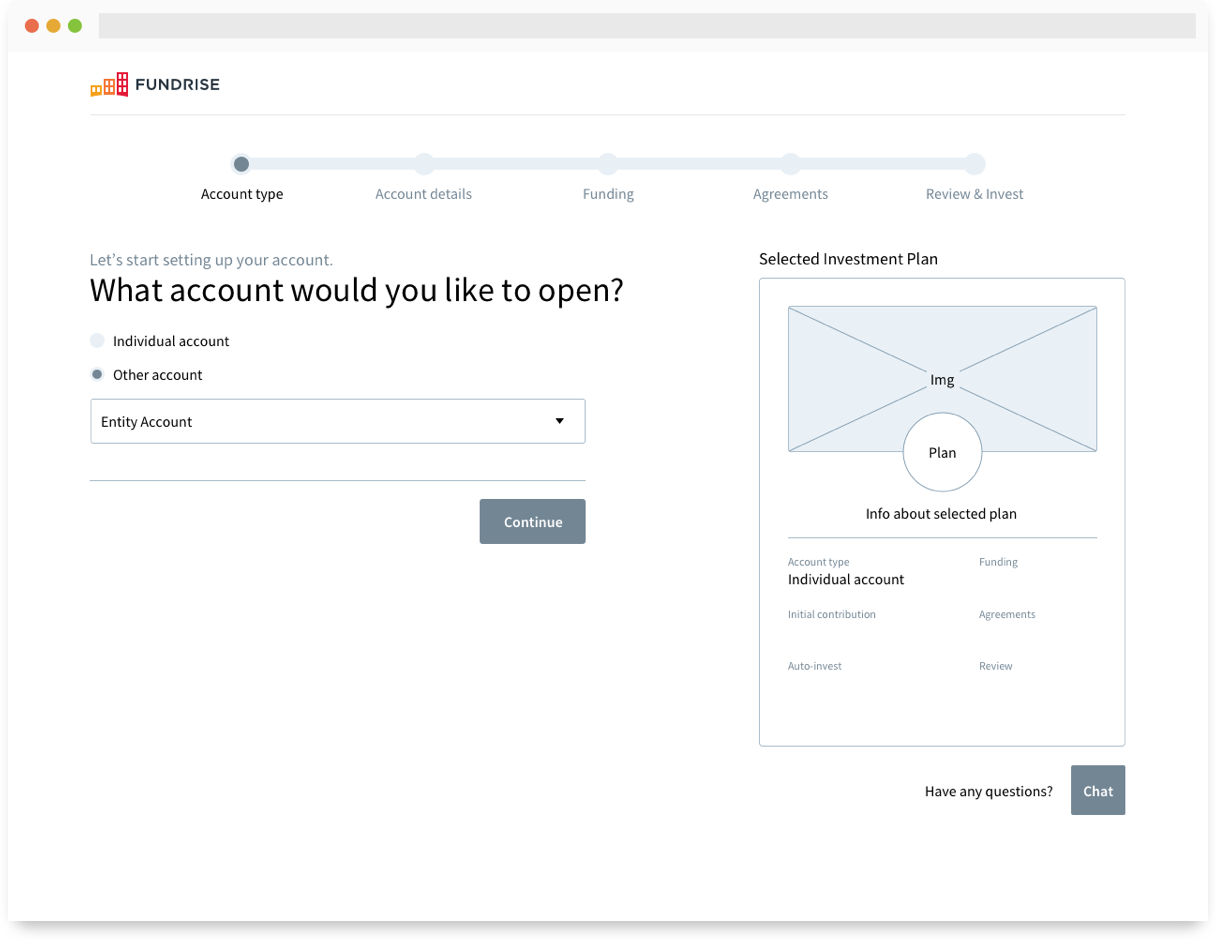 FUNDRISE
Account type
Account details
Funding
Agreements
Review & Invest
Let's start setting up your account.
What account would you like to open?
Individual account
Other account
Entity Account
Continue
Selected Investment Plan
Img
Plan
Info about selected plan
Account type
Funding
Individual account
Initial contribution
Agreements
Auto-invest
Review
Have any questions?
Chat